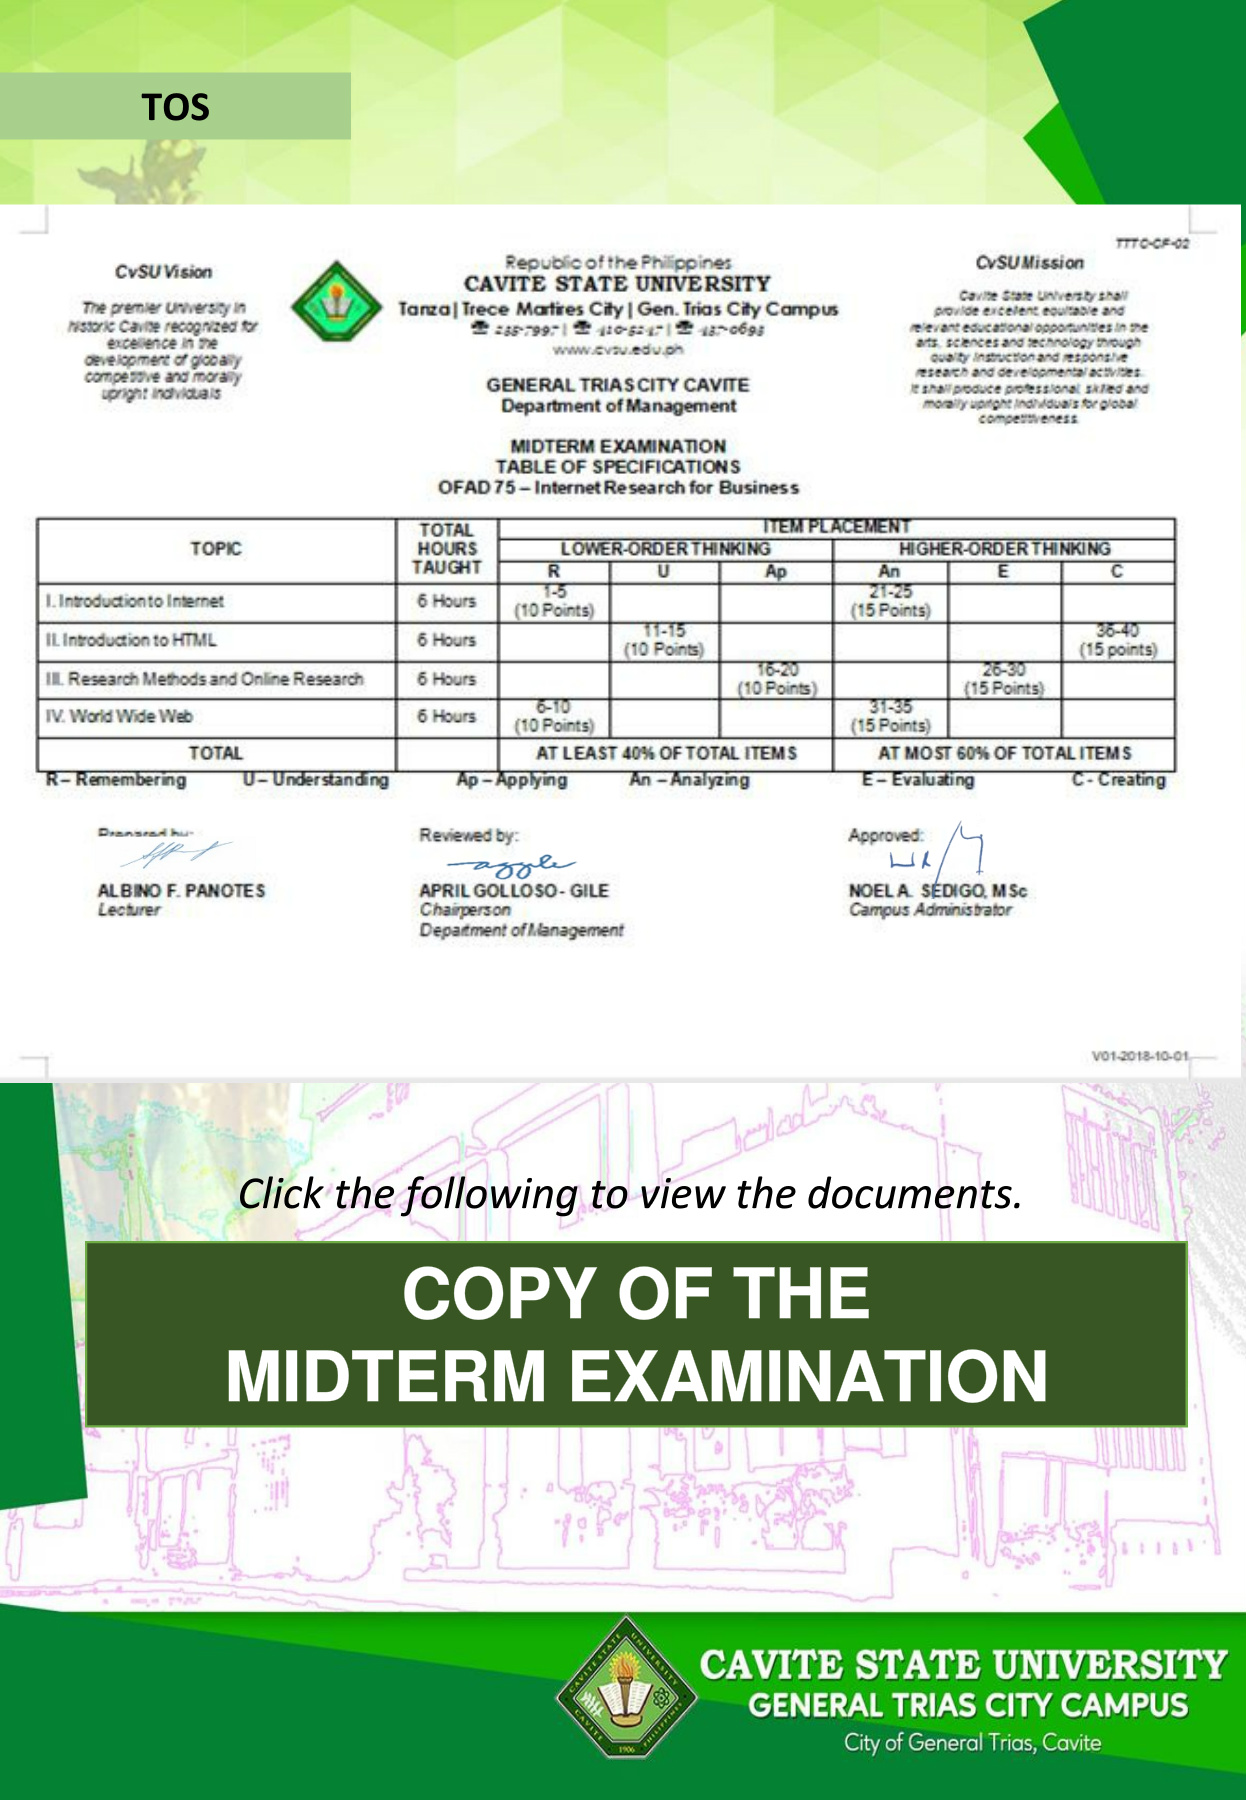 TOS
TTTC-CF-02
CvSU Vision
The premier University in
historic Cavite recognized for
excellence in the
development of globally
competitive and morally
upright individuals
Republic of the Philippines
CAVITE STATE UNIVERSITY
Tanza | Trece Martires City | Gen. Trias City Campus
www.cvsu.edu.ph
CvSU Mission
Cavite State University shall
provide excellent, equitable and
relevant educational opportunities in the
arts, sciences and technology through
quality instruction and responsive
research and developmental activities.
It shall produce professional, skilled and
morally upright individuals for global
competitiveness.
GENERAL TRIAS CITY CAVITE
Department of Management
MIDTERM EXAMINATION
TABLE OF SPECIFICATIONS
OFAD 75 – Internet Research for Business
TOPIC TOTAL HOURS TAUGHT ITEM PLACEMENT
LOWER-ORDER THINKING HIGHER-ORDER THINKING
R U Ap An E C
I. Introduction to Internet 6 Hours 1-5 (10 Points) 21-25 (15 Points)
II. Introduction to HTML 6 Hours 11-15 (10 Points) 36-40 (15 points)
III. Research Methods and Online Research 6 Hours 16-20 (10 Points) 26-30 (15 Points)
IV. World Wide Web 6 Hours 6-10 (10 Points) 31-35 (15 Points)
TOTAL AT LEAST 40% OF TOTAL ITEMS AT MOST 60% OF TOTAL ITEMS
R – Remembering U – Understanding Ap – Applying An – Analyzing E – Evaluating C - Creating
Prepared by: Reviewed by: Approved:
ALBINO F. PANOTES APRIL GOLLOSO- GILE NOEL A. SEDIGO, MSc
Lecturer Chairperson Campus Administrator
Department of Management
V01-2018-10-01
Click the following to view the documents.
COPY OF THE
MIDTERM EXAMINATION
CAVITE STATE UNIVERSITY
CAVITE PHILIPPINES
1906
CAVITE STATE UNIVERSITY
GENERAL TRIAS CITY CAMPUS
City of General Trias, Cavite